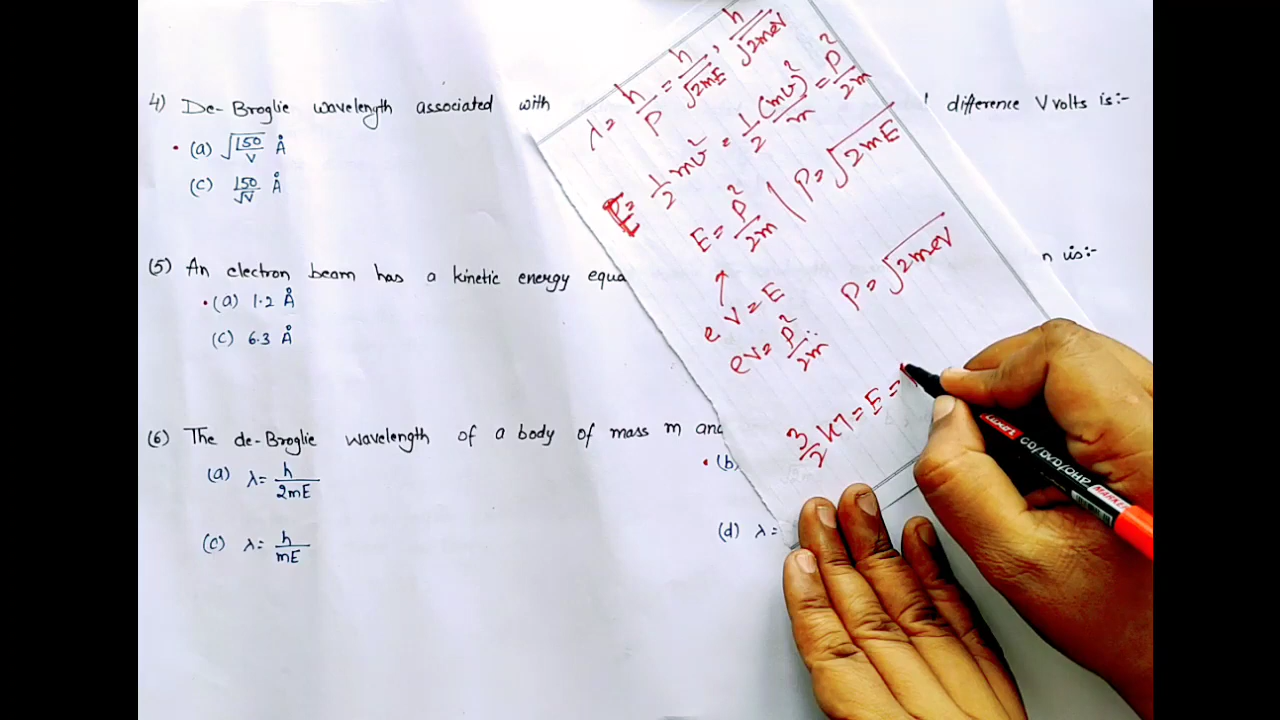 4) De-Broglie wavelength associated with difference V volts is:-
(a) √150/V Å
(c) 150/√V Å
(5) An electron beam has a kinetic energy equa n is:-
(a) 1.2 Å
(c) 6.3 Å
(6) The de-Broglie wavelength of a body of mass m and
(a) λ= h/2mE
(b)
(c) λ= h/mE
(d) λ=
λ= h/P = h/√2mE , h/√2meV
E= 1/2 mv² = 1/2 (mv)²/m = P²/2m
E= P²/2m | P= √2mE
eV=E P= √2meV
eV= P²/2m
3/2 KT = E =